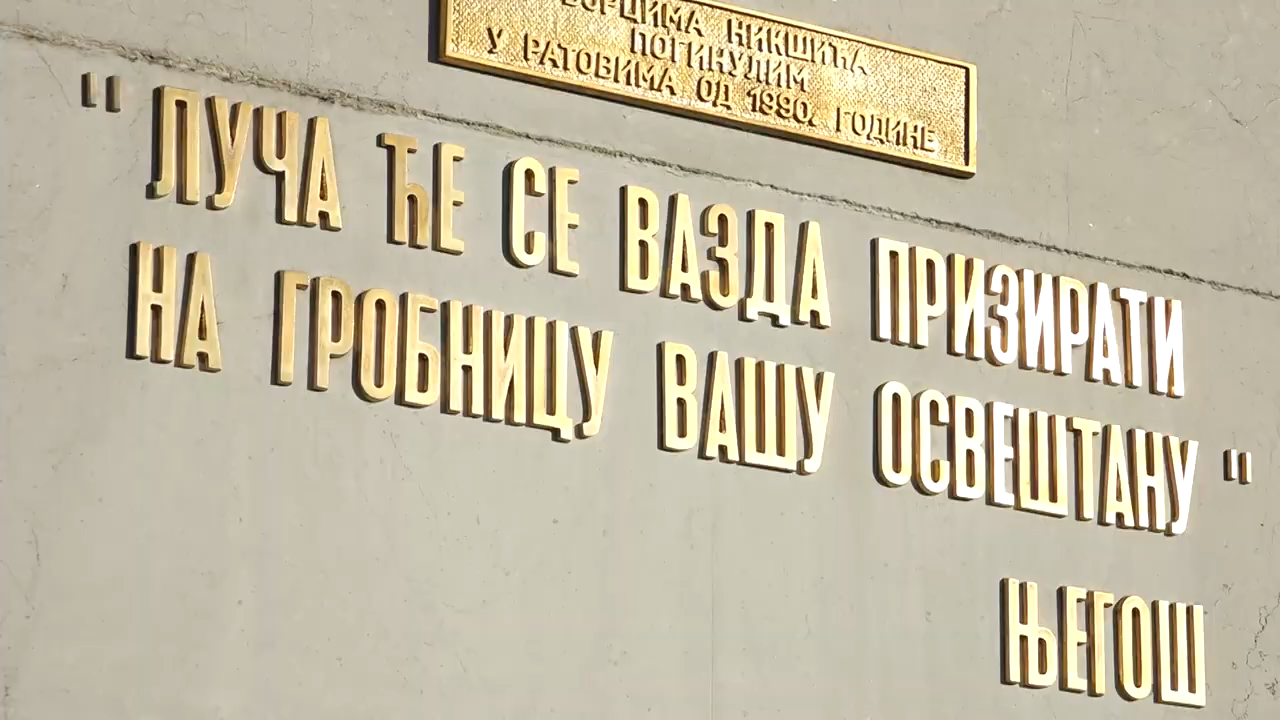 БОРЦИМА НИКШИЋА
ПОГИНУЛИМ
У РАТОВИМА ОД 1990. ГОДИНЕ
"ЛУЧА ЋЕ СЕ ВАЗДА ПРИЗИРАТИ
НА ГРОБНИЦУ ВАШУ ОСВЕШТАНУ"
ЊЕГОШ